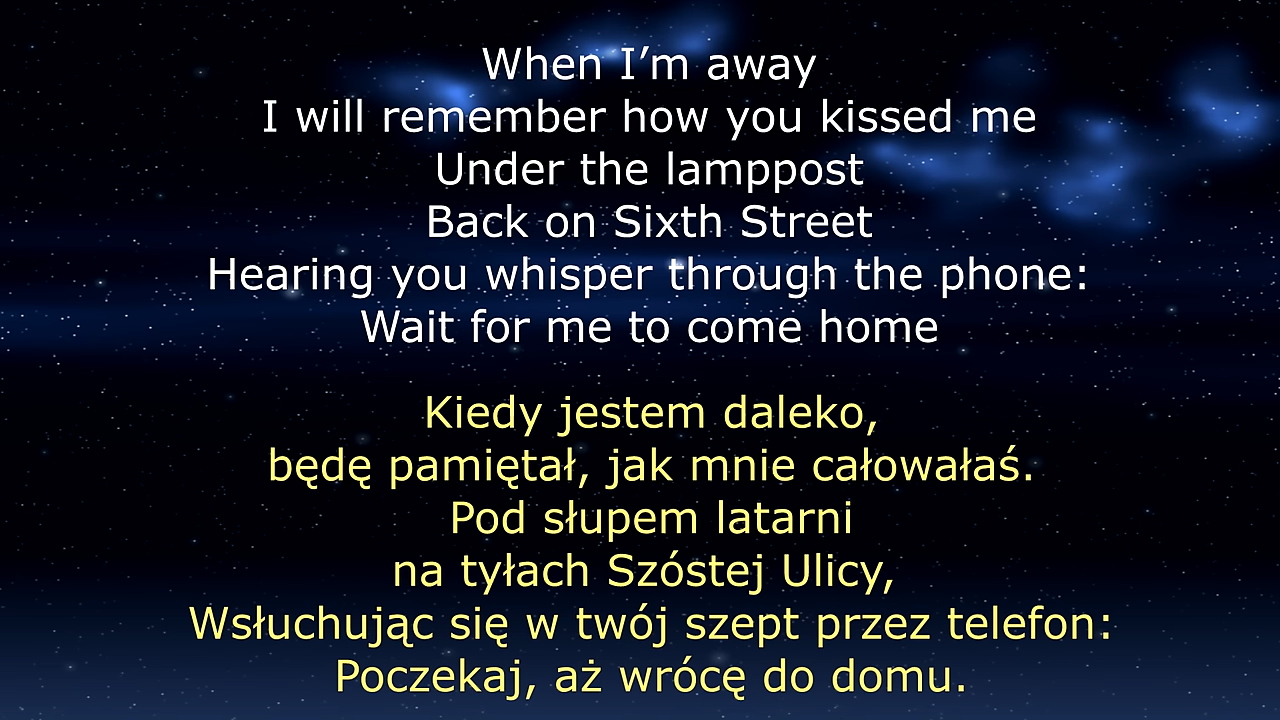 When I’m away
I will remember how you kissed me
Under the lamppost
Back on Sixth Street
Hearing you whisper through the phone:
Wait for me to come home
Kiedy jestem daleko,
będę pamiętał, jak mnie całowałaś.
Pod słupem latarni
na tyłach Szóstej Ulicy,
Wsłuchując się w twój szept przez telefon:
Poczekaj, aż wrócę do domu.